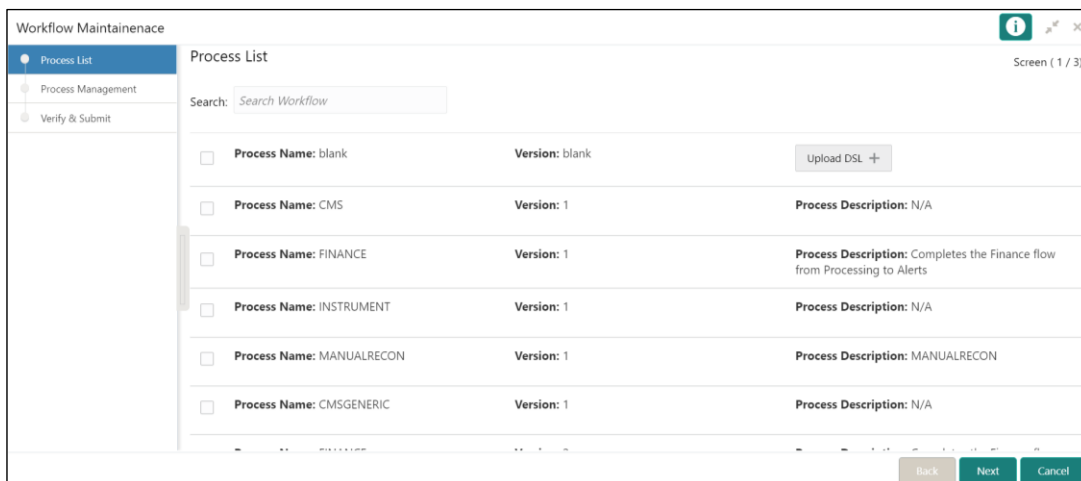 Workflow Maintainenace
i
Process List
Process Management
Verify & Submit
Process List
Screen ( 1 / 3)
Search: Search Workflow
Process Name: blank Version: blank Upload DSL +
Process Name: CMS Version: 1 Process Description: N/A
Process Name: FINANCE Version: 1 Process Description: Completes the Finance flow
from Processing to Alerts
Process Name: INSTRUMENT Version: 1 Process Description: N/A
Process Name: MANUALRECON Version: 1 Process Description: MANUALRECON
Process Name: CMSGENERIC Version: 1 Process Description: N/A
Back Next Cancel